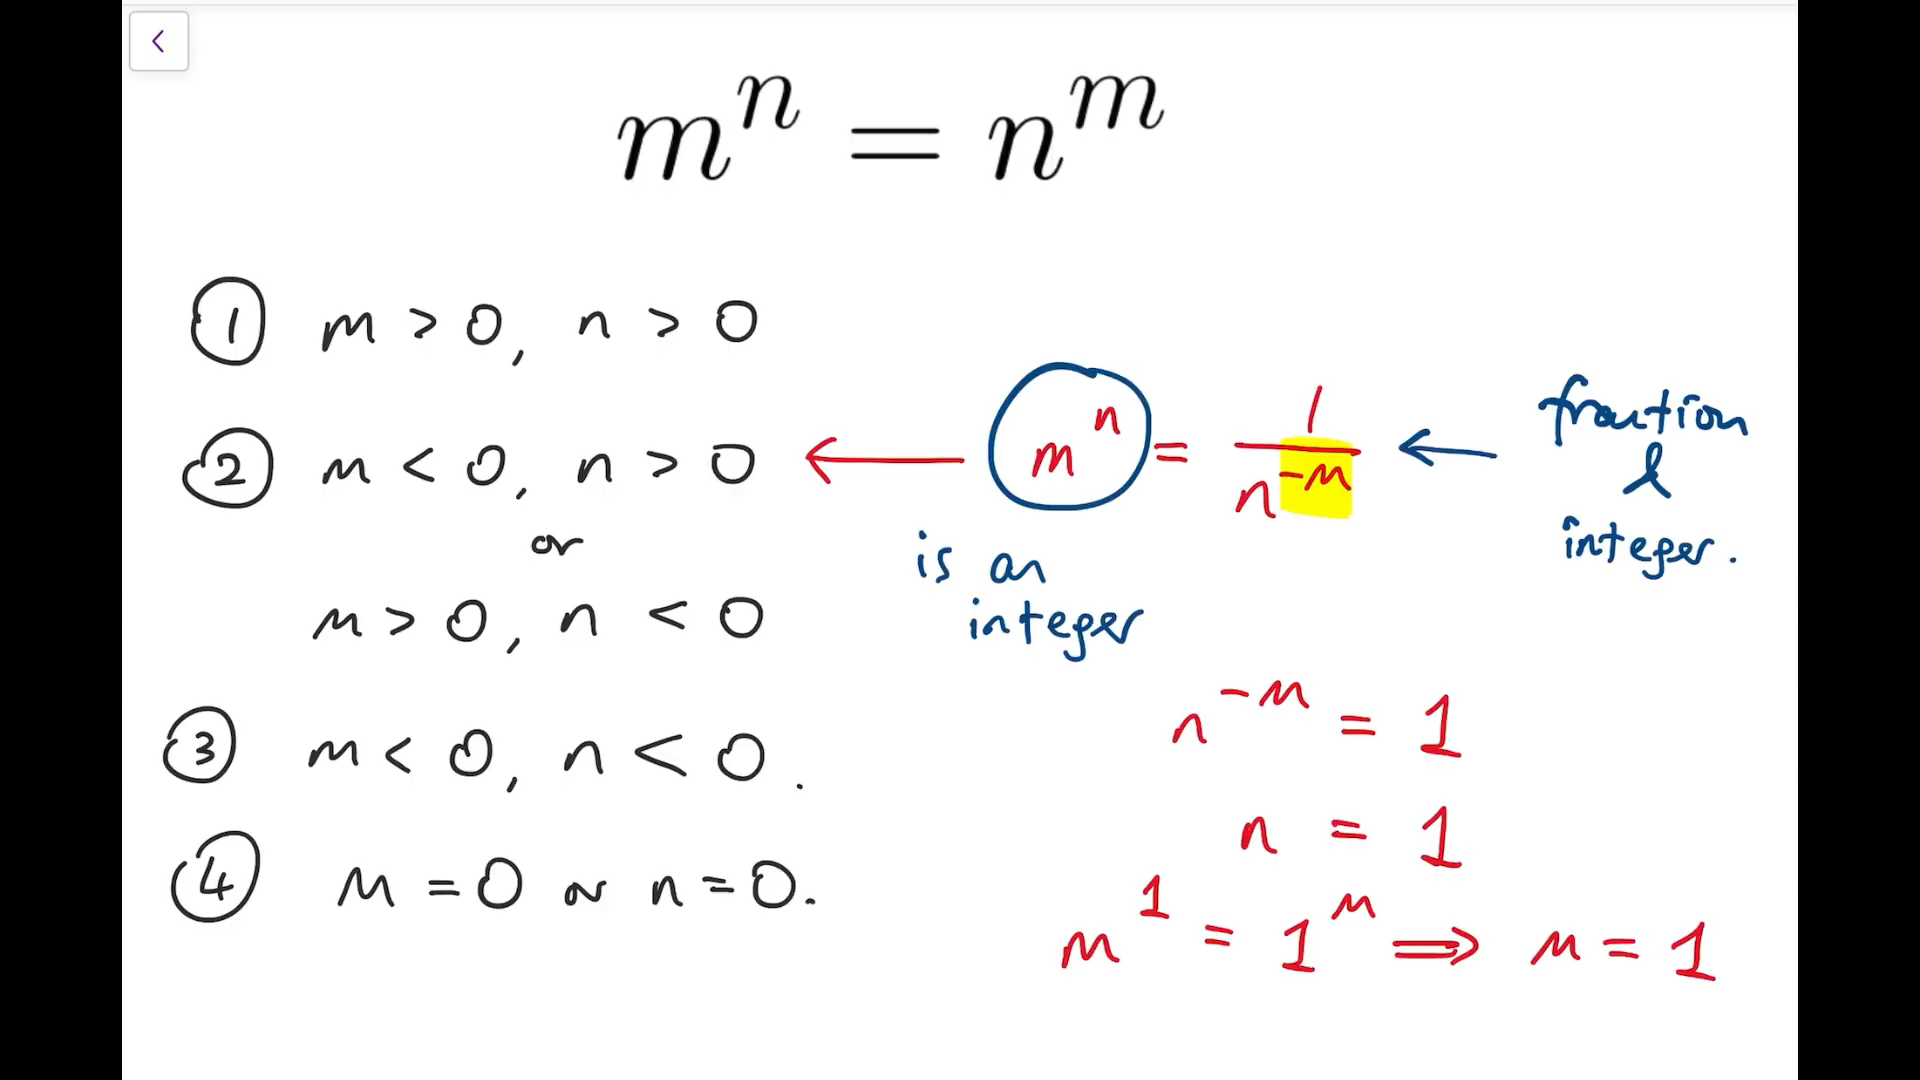 m^n = n^m
① m > 0, n > 0
② m < 0, n > 0 ← m^n = 1/n^{-m} ← fraction & integer.
is an integer
or
m > 0, n < 0
③ m < 0, n < 0.
④ m = 0 or n = 0.
n^{-m} = 1
n = 1
m^1 = 1^m ⟹ m = 1